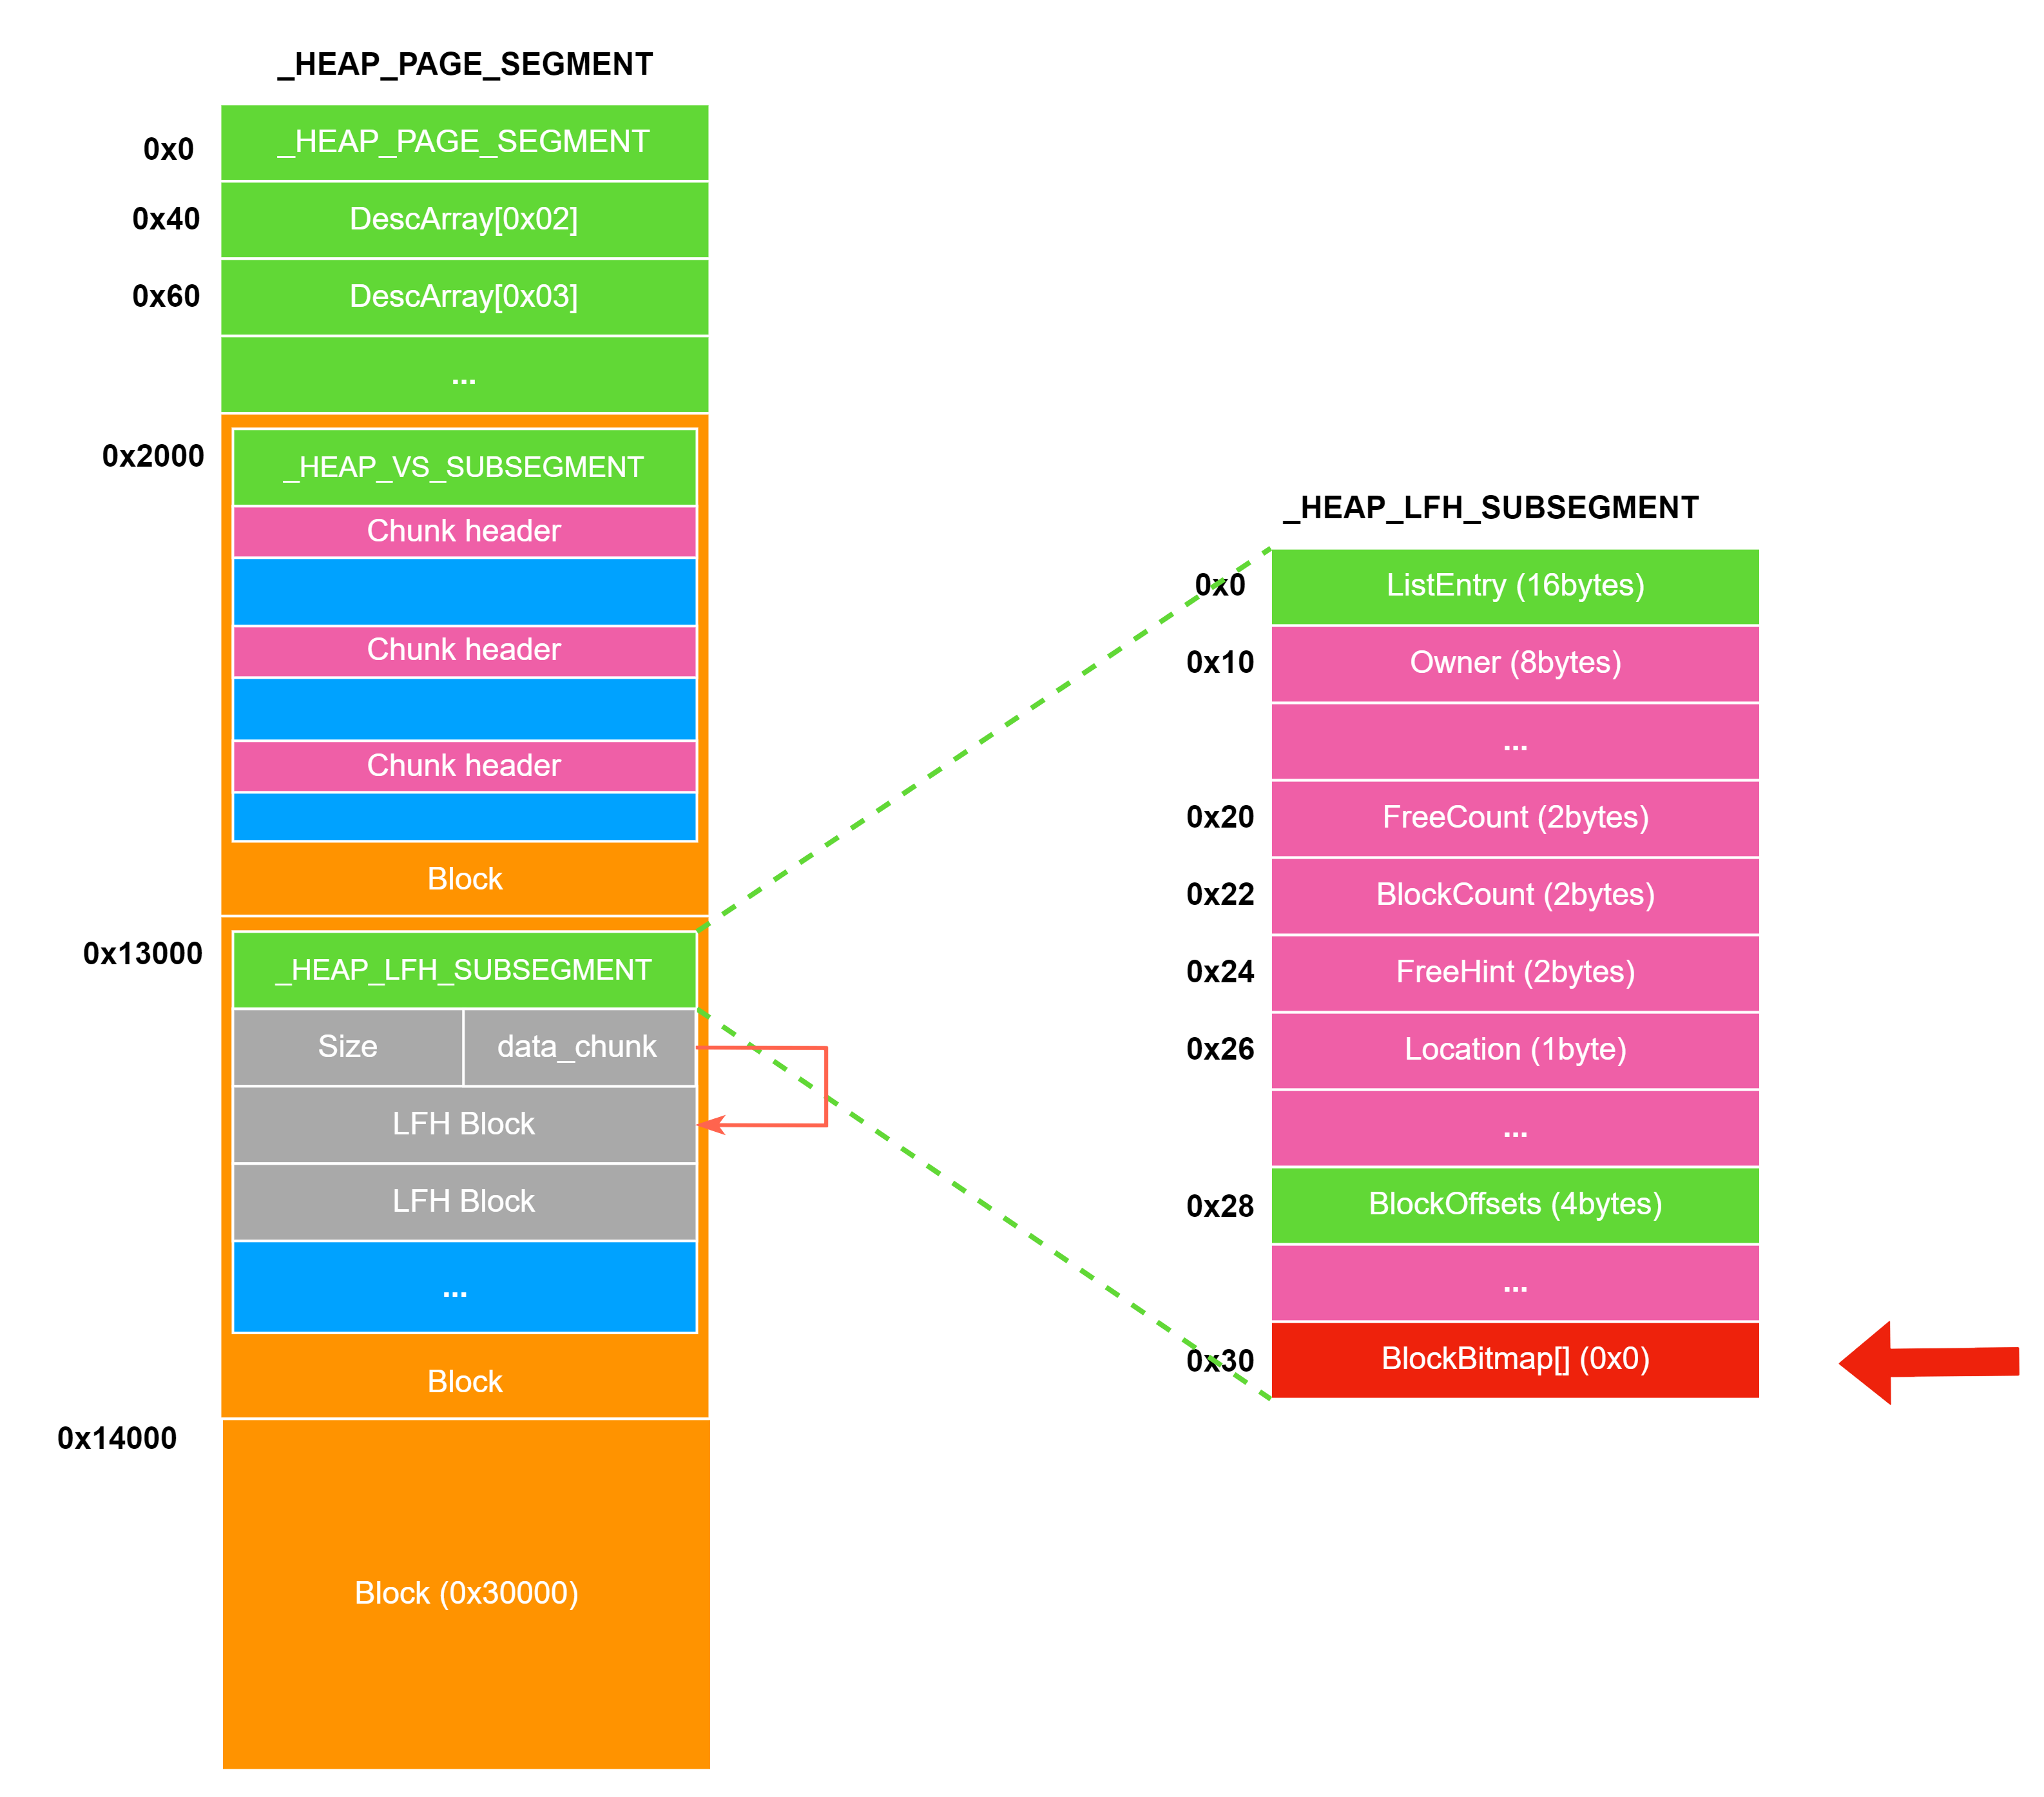 _HEAP_PAGE_SEGMENT
0x0
_HEAP_PAGE_SEGMENT
0x40
DescArray[0x02]
0x60
DescArray[0x03]
...
0x2000
_HEAP_VS_SUBSEGMENT
Chunk header
Chunk header
Chunk header
Block
0x13000
_HEAP_LFH_SUBSEGMENT
Size
data_chunk
LFH Block
LFH Block
...
Block
0x14000
Block (0x30000)
_HEAP_LFH_SUBSEGMENT
0x0
ListEntry (16bytes)
0x10
Owner (8bytes)
...
0x20
FreeCount (2bytes)
0x22
BlockCount (2bytes)
0x24
FreeHint (2bytes)
0x26
Location (1byte)
...
0x28
BlockOffsets (4bytes)
...
0x30
BlockBitmap[] (0x0)